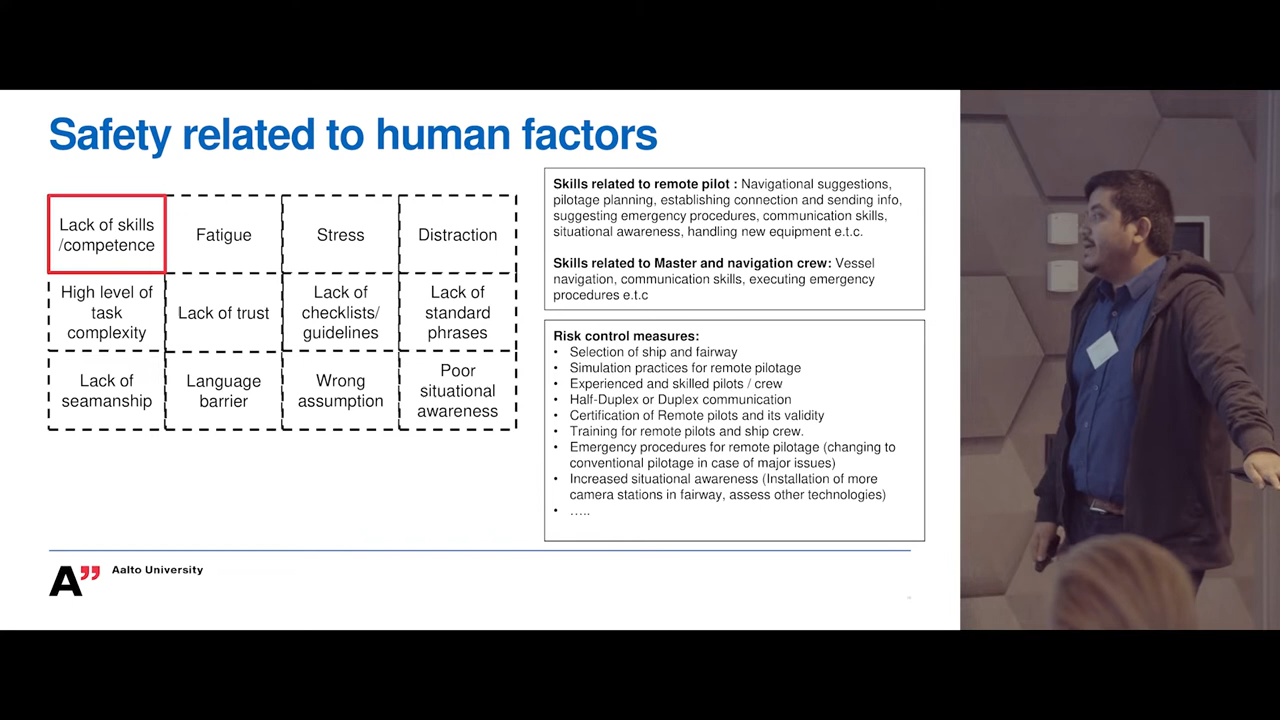 Safety related to human factors
Lack of skills
/competence
Fatigue
Stress
Distraction
High level of
task
complexity
Lack of trust
Lack of
checklists/
guidelines
Lack of
standard
phrases
Lack of
seamanship
Language
barrier
Wrong
assumption
Poor
situational
awareness
Skills related to remote pilot : Navigational suggestions,
pilotage planning, establishing connection and sending info,
suggesting emergency procedures, communication skills,
situational awareness, handling new equipment e.t.c.
Skills related to Master and navigation crew: Vessel
navigation, communication skills, executing emergency
procedures e.t.c
Risk control measures:
• Selection of ship and fairway
• Simulation practices for remote pilotage
• Experienced and skilled pilots / crew
• Half-Duplex or Duplex communication
• Certification of Remote pilots and its validity
• Training for remote pilots and ship crew.
• Emergency procedures for remote pilotage (changing to
conventional pilotage in case of major issues)
• Increased situational awareness (Installation of more
camera stations in fairway, assess other technologies)
• …..
A”
Aalto University